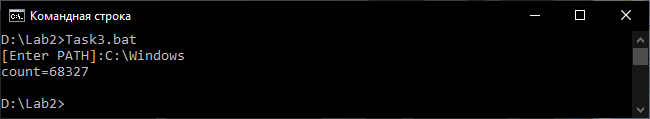 Командная строка
D:\Lab2>Task3.bat
[Enter PATH]:C:\Windows
count=68327
D:\Lab2>